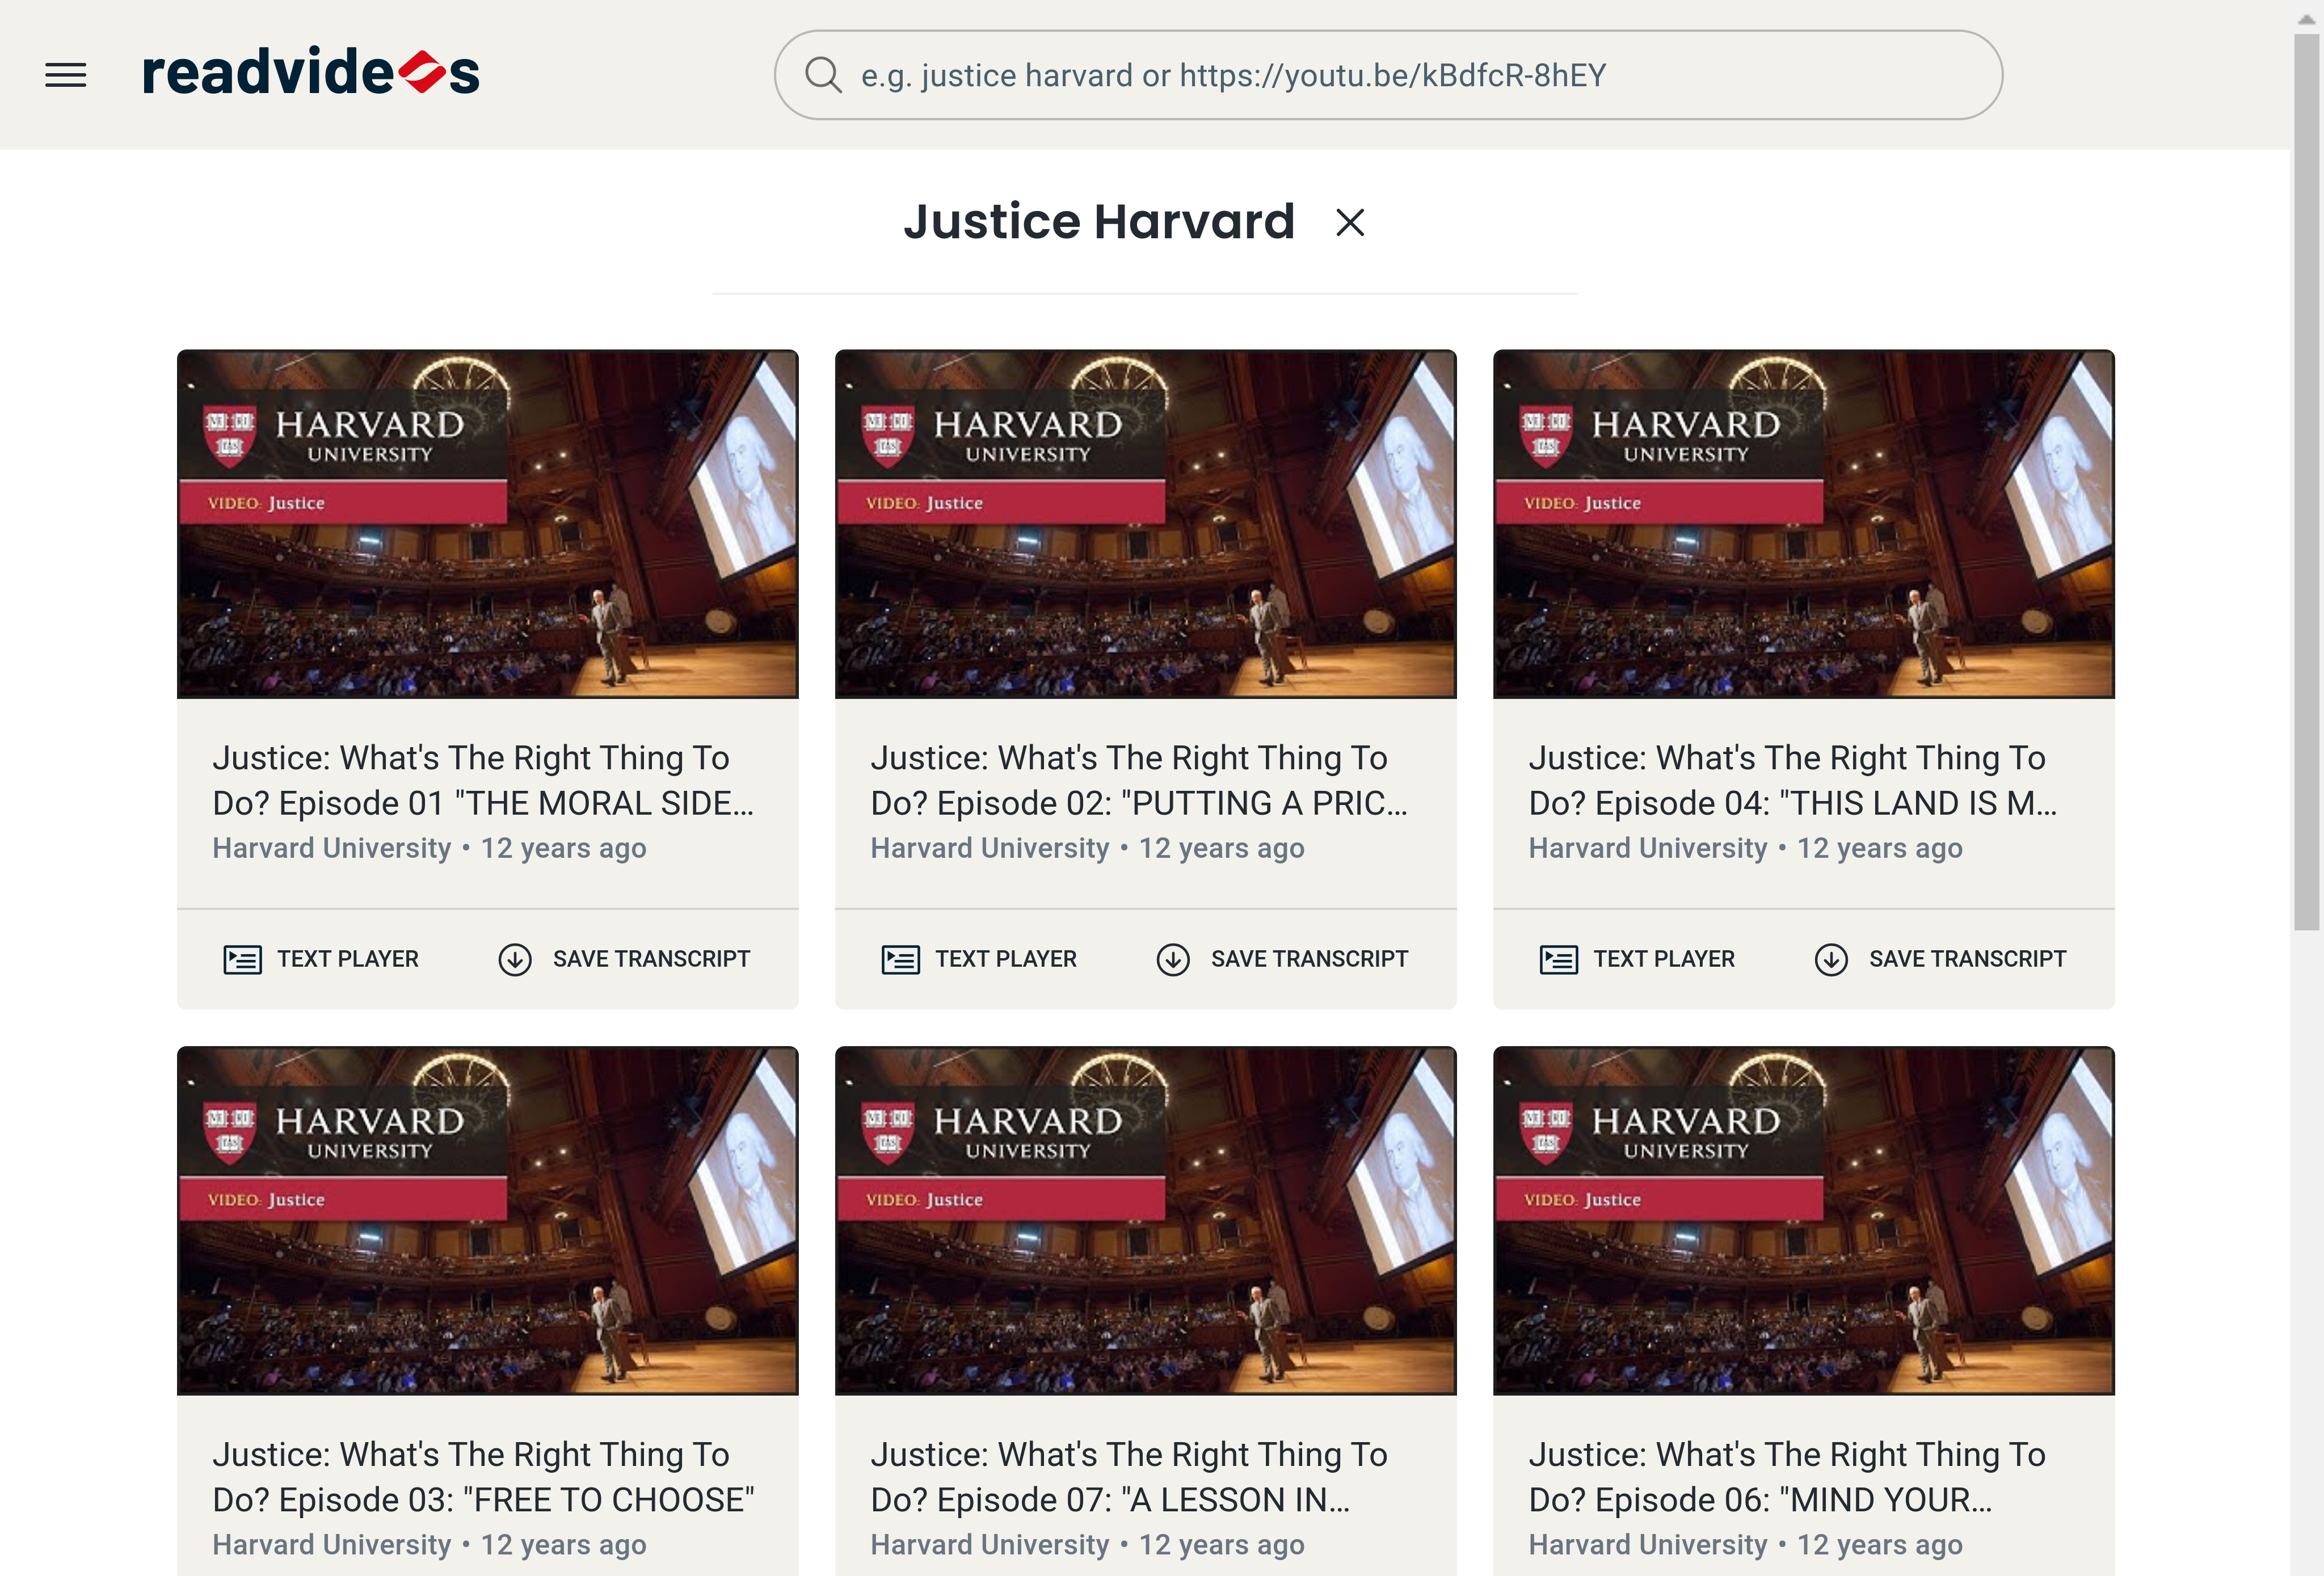 readvideos
e.g. justice harvard or https://youtu.be/kBdfcR-8hEY
Justice Harvard
HARVARD
UNIVERSITY
VIDEO: Justice
HARVARD
UNIVERSITY
VIDEO: Justice
HARVARD
UNIVERSITY
VIDEO: Justice
Justice: What's The Right Thing To
Do? Episode 01 "THE MORAL SIDE...
Harvard University • 12 years ago
Justice: What's The Right Thing To
Do? Episode 02: "PUTTING A PRIC...
Harvard University • 12 years ago
Justice: What's The Right Thing To
Do? Episode 04: "THIS LAND IS M...
Harvard University • 12 years ago
TEXT PLAYER
SAVE TRANSCRIPT
TEXT PLAYER
SAVE TRANSCRIPT
TEXT PLAYER
SAVE TRANSCRIPT
HARVARD
UNIVERSITY
VIDEO: Justice
HARVARD
UNIVERSITY
VIDEO: Justice
HARVARD
UNIVERSITY
VIDEO: Justice
Justice: What's The Right Thing To
Do? Episode 03: "FREE TO CHOOSE"
Harvard University • 12 years ago
Justice: What's The Right Thing To
Do? Episode 07: "A LESSON IN...
Harvard University • 12 years ago
Justice: What's The Right Thing To
Do? Episode 06: "MIND YOUR...
Harvard University • 12 years ago